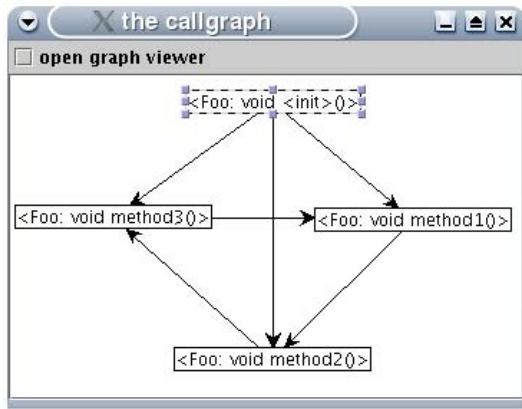 the callgraph
open graph viewer
<Foo: void <init>()>
<Foo: void method3()>
<Foo: void method1()>
<Foo: void method2()>